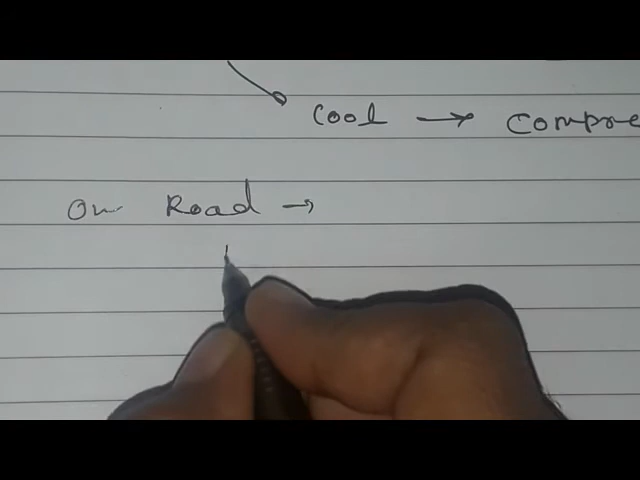 Cool → Compre
On Road →